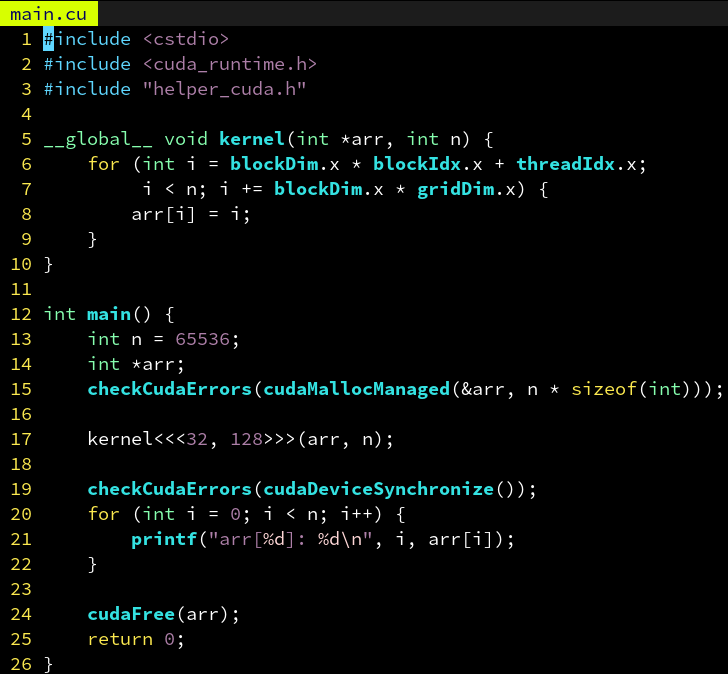 main.cu
1 #include <cstdio>
2 #include <cuda_runtime.h>
3 #include "helper_cuda.h"
4
5 __global__ void kernel(int *arr, int n) {
6     for (int i = blockDim.x * blockIdx.x + threadIdx.x;
7          i < n; i += blockDim.x * gridDim.x) {
8         arr[i] = i;
9     }
10 }
11
12 int main() {
13     int n = 65536;
14     int *arr;
15     checkCudaErrors(cudaMallocManaged(&arr, n * sizeof(int)));
16
17     kernel<<<32, 128>>>(arr, n);
18
19     checkCudaErrors(cudaDeviceSynchronize());
20     for (int i = 0; i < n; i++) {
21         printf("arr[%d]: %d\n", i, arr[i]);
22     }
23
24     cudaFree(arr);
25     return 0;
26 }